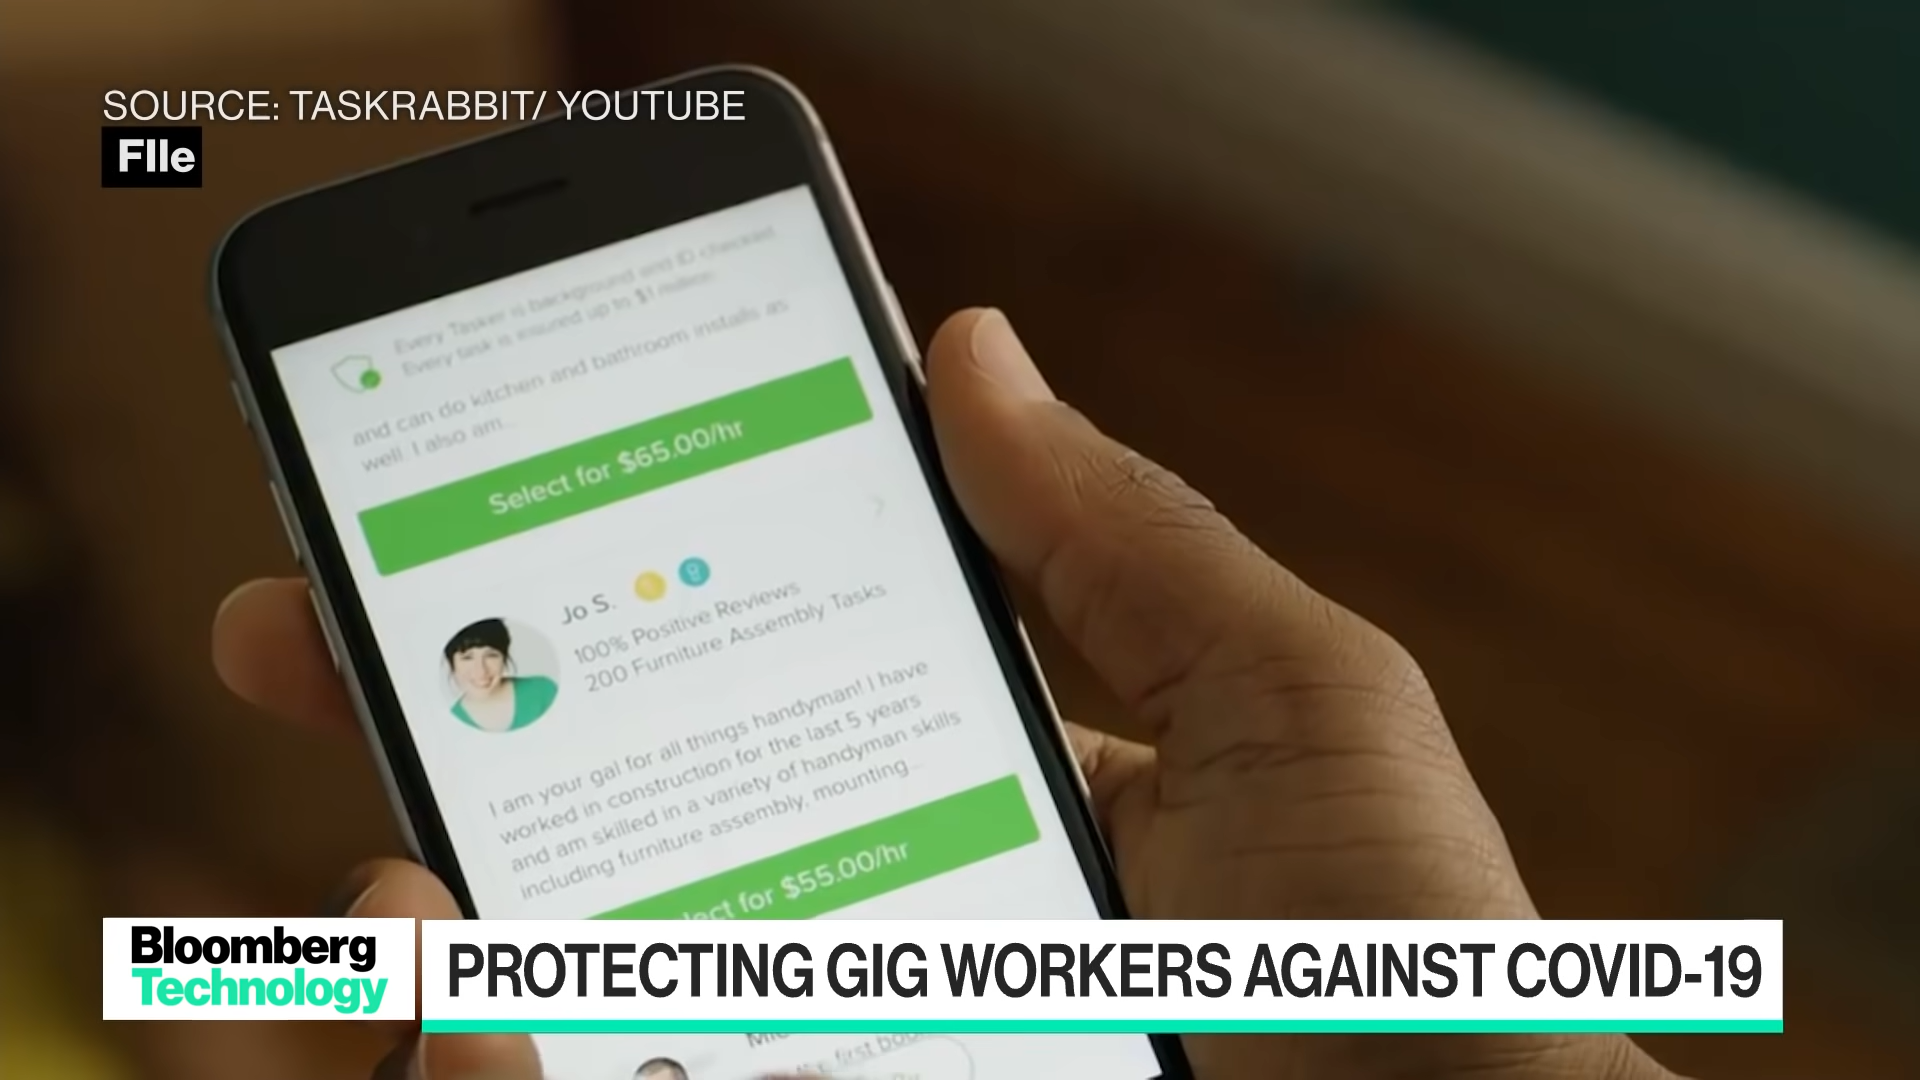 SOURCE: TASKRABBIT/ YOUTUBE
FIle
Every Tasker is background and ID checked.
Every task is insured up to $1 million.
and can do kitchen and bathroom installs as
well. I also am...
Select for $65.00/hr
Jo S.
100% Positive Reviews
200 Furniture Assembly Tasks
I am your gal for all things handyman! I have
worked in construction for the last 5 years
and am skilled in a variety of handyman skills
including furniture assembly, mounting...
lect for $55.00/hr
Bloomberg
Technology
PROTECTING GIG WORKERS AGAINST COVID-19
first